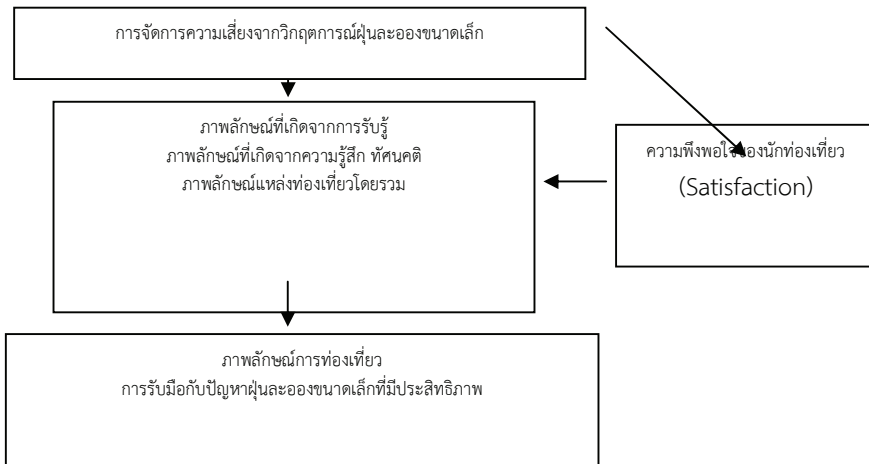 การจัดการความเสี่ยงจากวิกฤตการณ์ฝุ่นละอองขนาดเล็ก
ภาพลักษณ์ที่เกิดจากการรับรู้
ภาพลักษณ์ที่เกิดจากความรู้สึก ทัศนคติ
ภาพลักษณ์แหล่งท่องเที่ยวโดยรวม
ความพึงพอใจของนักท่องเที่ยว
(Satisfaction)
ภาพลักษณ์การท่องเที่ยว
การรับมือกับปัญหาฝุ่นละอองขนาดเล็กที่มีประสิทธิภาพ